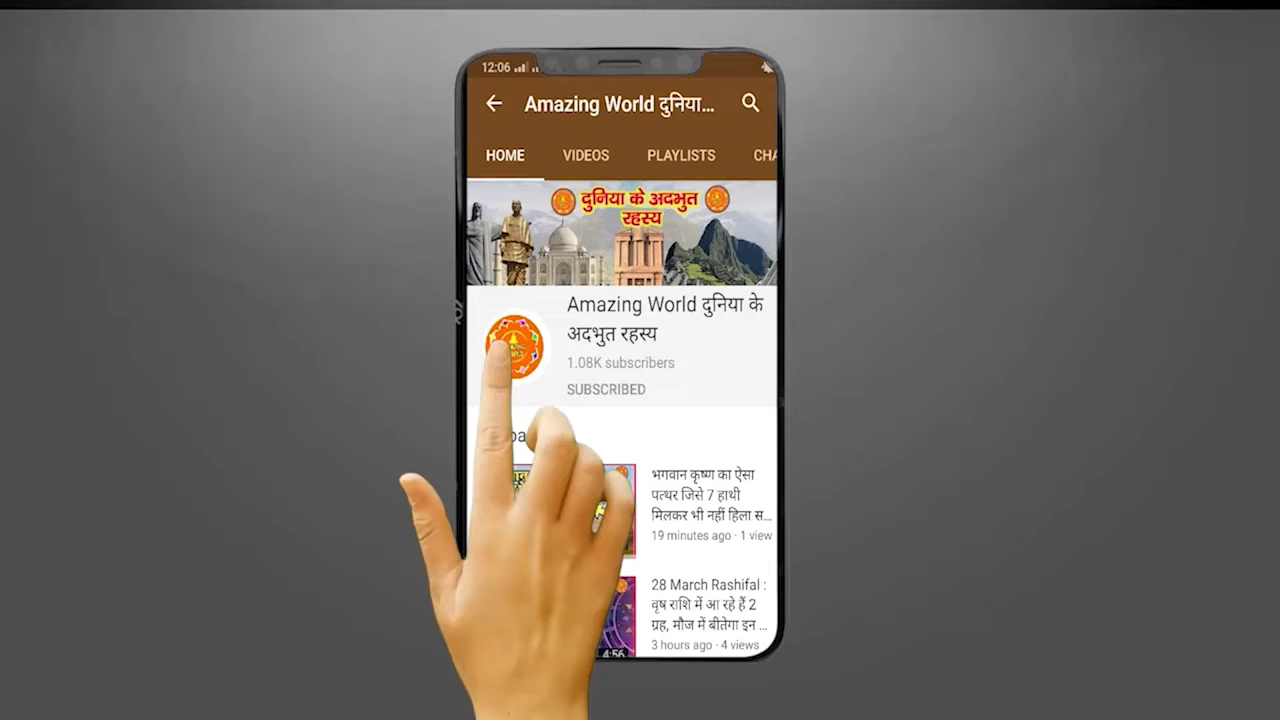 12:06
Amazing World दुनिया...
HOME VIDEOS PLAYLISTS CHA
दुनिया के अदभुत
रहस्य
Amazing World दुनिया के
अदभुत रहस्य
1.08K subscribers
SUBSCRIBED
भगवान कृष्ण का ऐसा
पत्थर जिसे 7 हाथी
मिलकर भी नहीं हिला स...
19 minutes ago · 1 view
28 March Rashifal :
वृष राशि में आ रहे हैं 2
ग्रह, मौज में बीतेगा इन ...
3 hours ago · 4 views
4:56